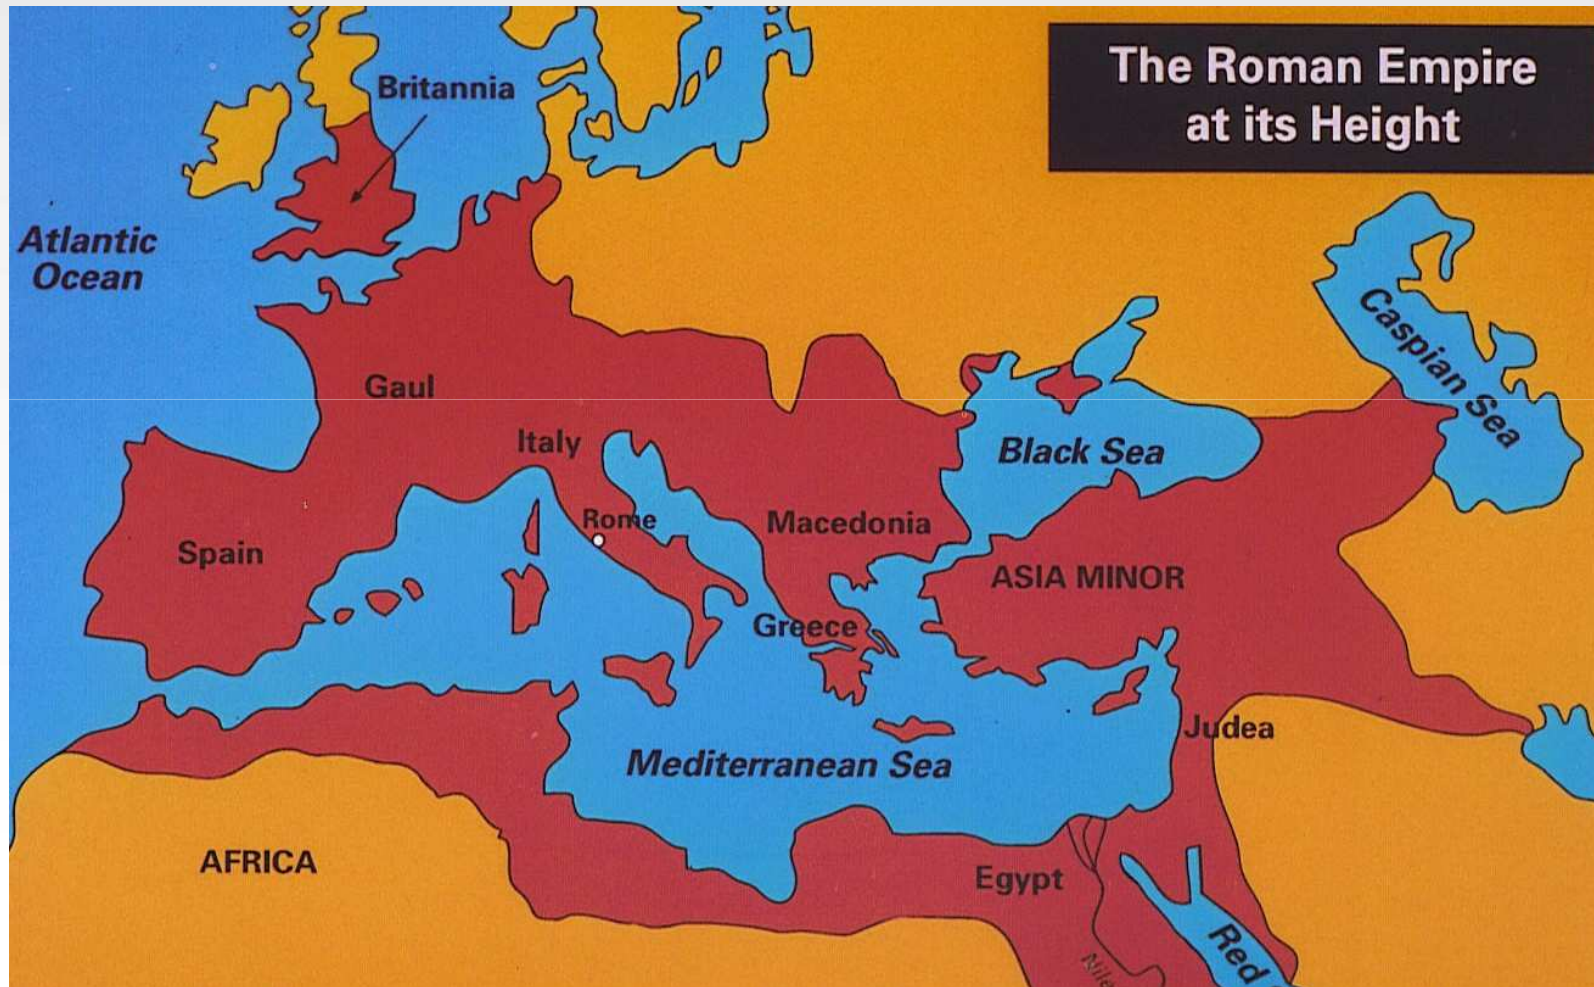 The Roman Empire
at its Height
Britannia
Atlantic
Ocean
Caspian Sea
Gaul
Italy
Black Sea
Rome
Macedonia
Spain
ASIA MINOR
Greece
Judea
Mediterranean Sea
AFRICA
Egypt
Red
Nile